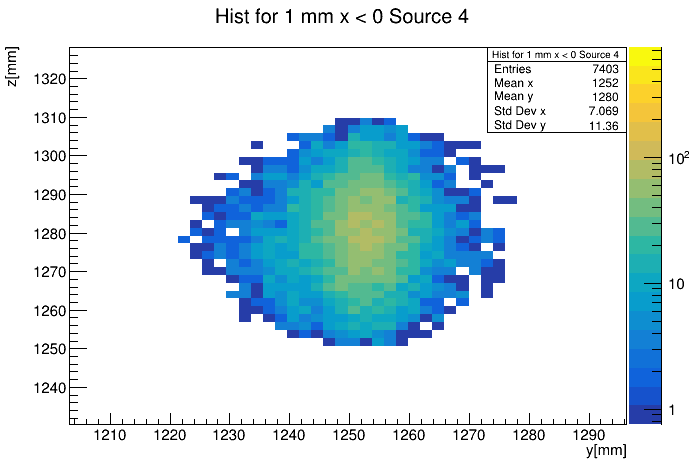 Hist for 1 mm x < 0 Source 4
z[mm]
Hist for 1 mm x < 0 Source 4
Entries 7403
Mean x 1252
Mean y 1280
Std Dev x 7.069
Std Dev y 11.36
1320
1310
1300
1290
1280
1270
1260
1250
1240
10²
10
1
1210 1220 1230 1240 1250 1260 1270 1280 1290
y[mm]